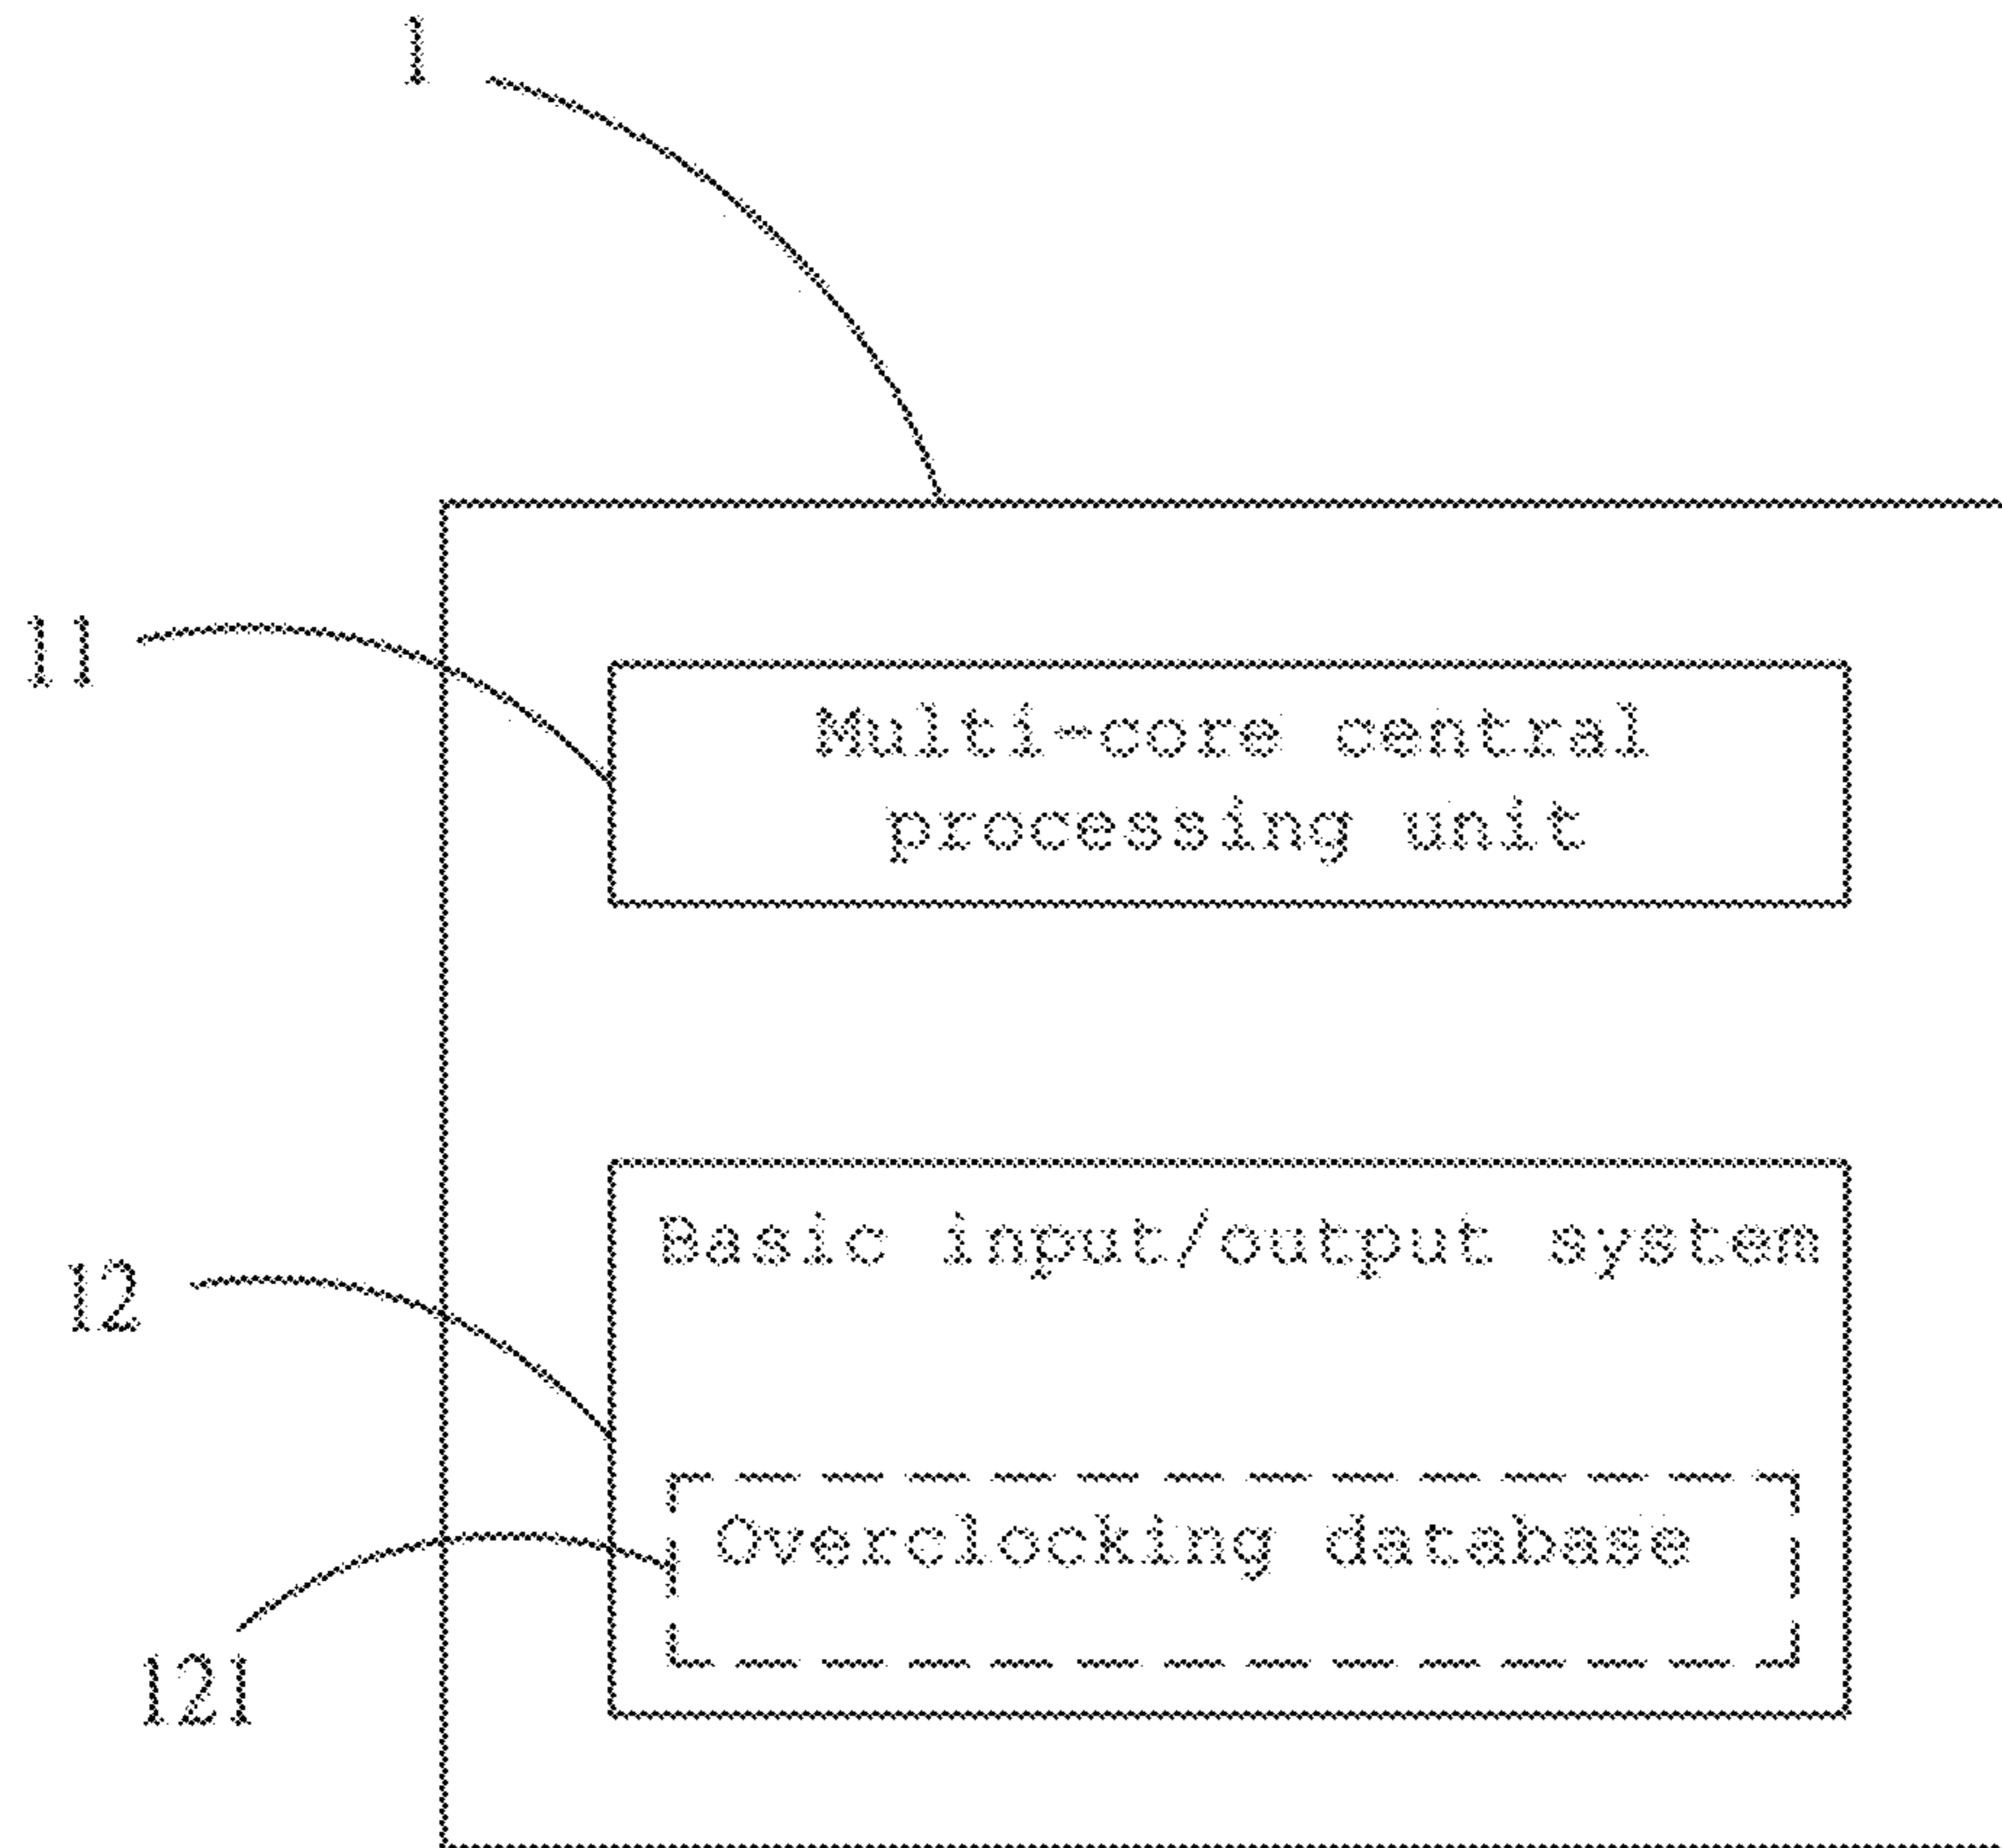 1
11
Multi-core central
processing unit
Basic input/output system
12
Overclocking database
121